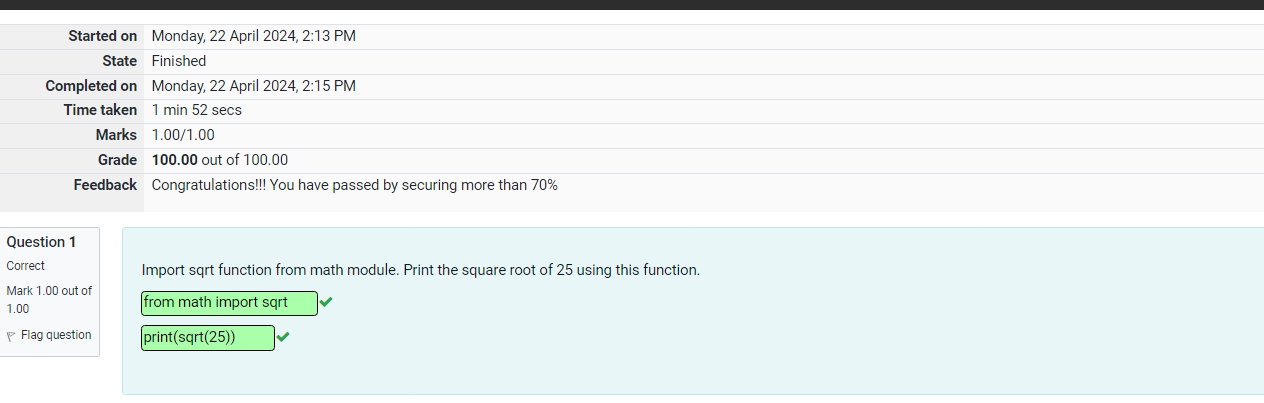 Started on Monday, 22 April 2024, 2:13 PM
State Finished
Completed on Monday, 22 April 2024, 2:15 PM
Time taken 1 min 52 secs
Marks 1.00/1.00
Grade 100.00 out of 100.00
Feedback Congratulations!!! You have passed by securing more than 70%
Question 1
Correct
Mark 1.00 out of
1.00
Flag question
Import sqrt function from math module. Print the square root of 25 using this function.
from math import sqrt
print(sqrt(25))